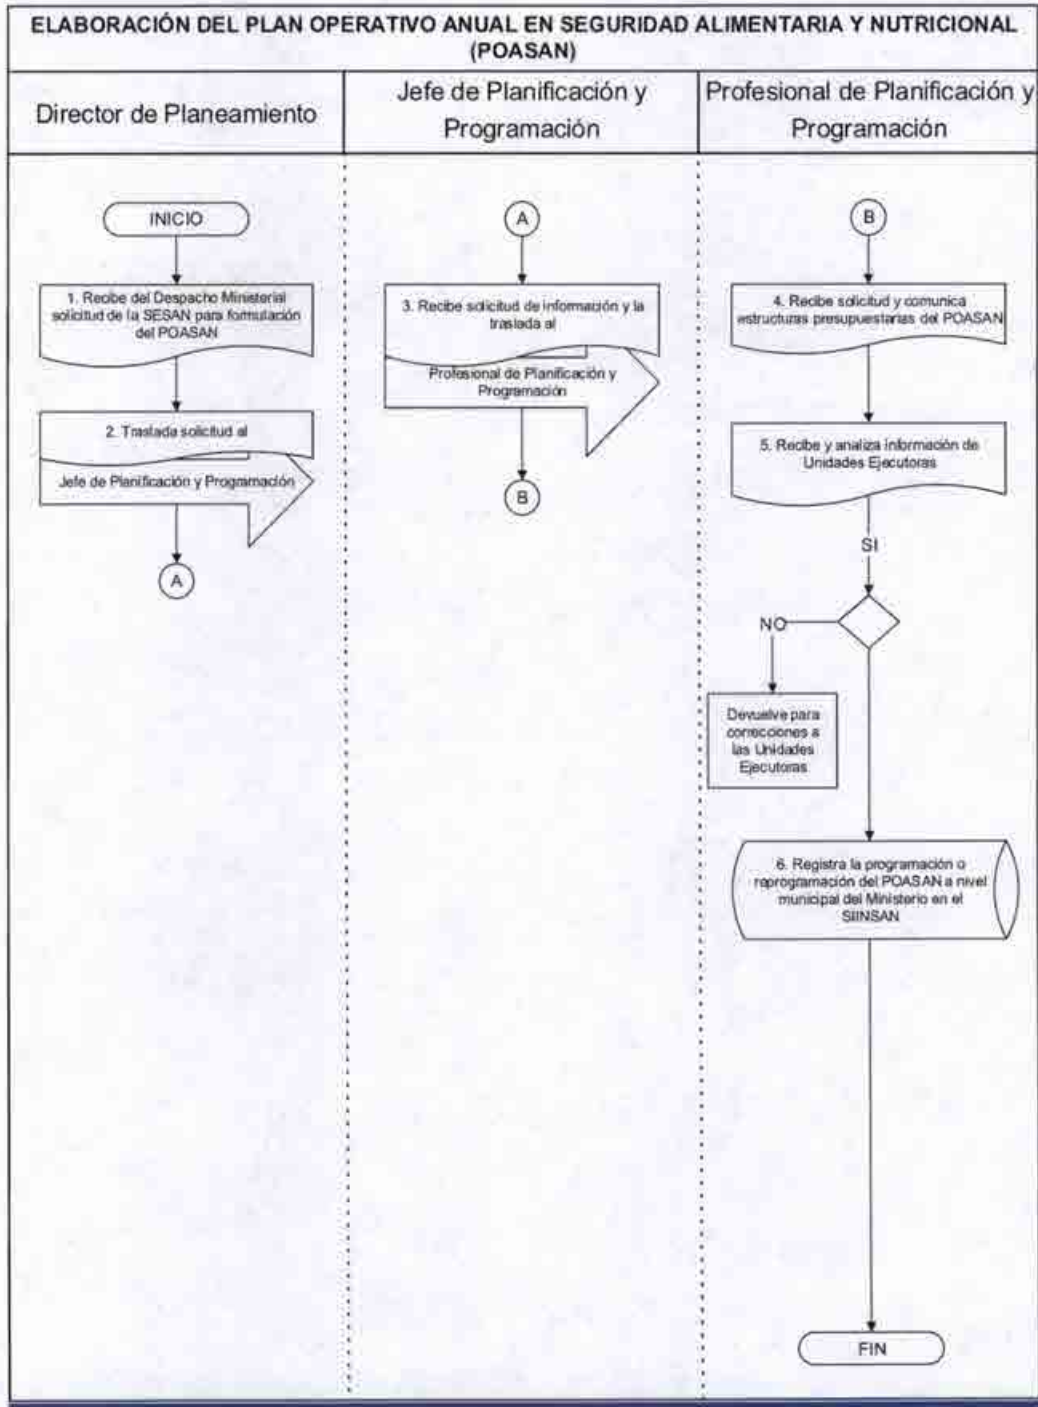 ELABORACIÓN DEL PLAN OPERATIVO ANUAL EN SEGURIDAD ALIMENTARIA Y NUTRICIONAL
(POASAN)
Director de Planeamiento
Jefe de Planificación y
Programación
Profesional de Planificación y
Programación
INICIO
1. Recibe del Despacho Ministerial
solicitud de la SESAN para formulación
del POASAN
2. Traslada solicitud al
Jefe de Planificación y Programación
A
A
3. Recibe solicitud de información y la
traslada al
Profesional de Planificación y
Programación
B
B
4. Recibe solicitud y comunica
estructuras presupuestarias del POASAN
5. Recibe y analiza información de
Unidades Ejecutoras
SI
NO
Devuelve para
correcciones a
las Unidades
Ejecutoras
6. Registra la programación o
reprogramación del POASAN a nivel
municipal del Ministerio en el
SIINSAN
FIN